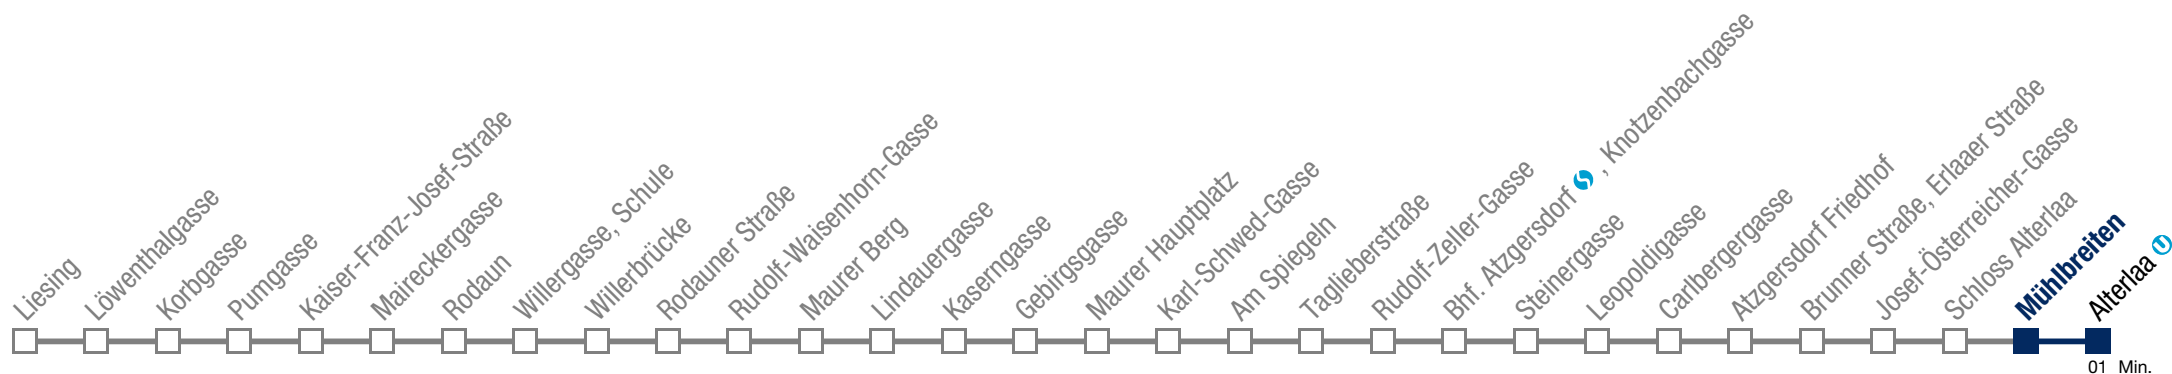 Liesing
Löwenthalgasse
Korbgasse
Pumgasse
Kaiser-Franz-Josef-Straße
Maireckergasse
Rodaun
Willergasse, Schule
Willerbrücke
Rodauner Straße
Rudolf-Waisenhorn-Gasse
Maurer Berg
Lindauergasse
Kaserngasse
Gebirgsgasse
Maurer Hauptplatz
Karl-Schwed-Gasse
Am Spiegeln
Taglieberstraße
Rudolf-Zeller-Gasse
Bhf. Atzgersdorf S, Knotzenbachgasse
Steinergasse
Leopoldigasse
Carlbergergasse
Atzgersdorf Friedhof
Brunner Straße, Erlaaer Straße
Josef-Österreicher-Gasse
Schloss Alterlaa
Mühlbreiten
Alterlaa U
01 Min.